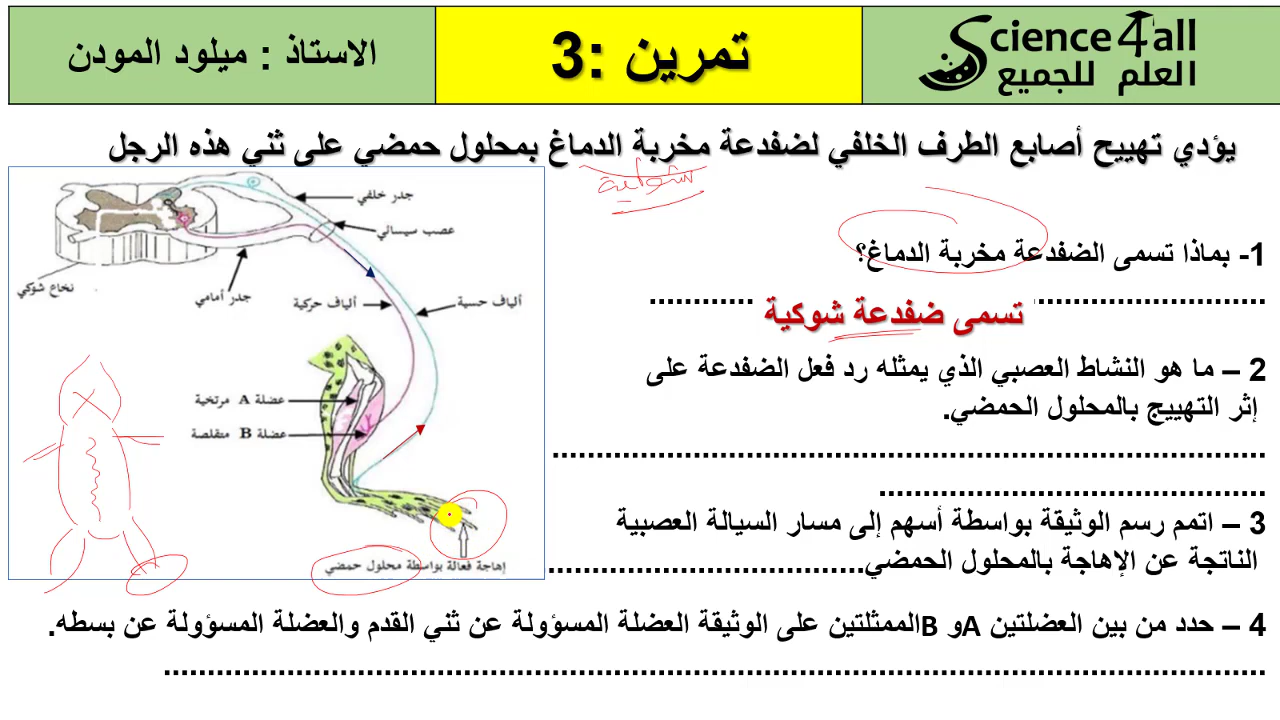 Science 4 all
العلم للجميع
تمرين 3:
الاستاذ : ميلود المودن
يؤدي تهييج أصابع الطرف الخلفي لضفدعة مخربة الدماغ بمحلول حمضي على ثني هذه الرجل
شوكية
1- بماذا تسمى الضفدعة مخربة الدماغ؟
تسمى ضفدعة شوكية
2 – ما هو النشاط العصبي الذي يمثله رد فعل الضفدعة على
إثر التهييج بالمحلول الحمضي.
3 – اتمم رسم الوثيقة بواسطة أسهم إلى مسار السيالة العصبية
الناتجة عن الإهاجة بالمحلول الحمضي
4 – حدد من بين العضلتين A و B الممثلتين على الوثيقة العضلة المسؤولة عن ثني القدم والعضلة المسؤولة عن بسطه.
جدر خلفي
عصب سيسائي
نخاع شوكي
جدر أمامي
ألياف حركية
ألياف حسية
عضلة A مرتخية
عضلة B متقلصة
إهاجة فعالة بواسطة محلول حمضي